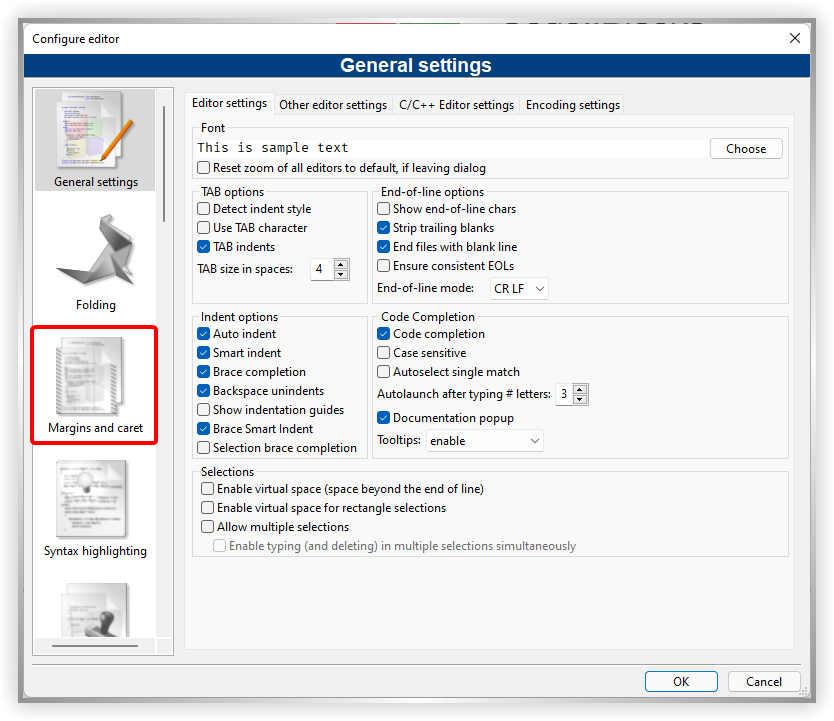 Configure editor
General settings
General settings
Folding
Margins and caret
Syntax highlighting
Editor settings
Other editor settings
C/C++ Editor settings
Encoding settings
Font
This is sample text
Choose
Reset zoom of all editors to default, if leaving dialog
TAB options
Detect indent style
Use TAB character
TAB indents
TAB size in spaces: 4
End-of-line options
Show end-of-line chars
Strip trailing blanks
End files with blank line
Ensure consistent EOLs
End-of-line mode: CR LF
Indent options
Auto indent
Smart indent
Brace completion
Backspace unindents
Show indentation guides
Brace Smart Indent
Selection brace completion
Code Completion
Code completion
Case sensitive
Autoselect single match
Autolaunch after typing # letters: 3
Documentation popup
Tooltips: enable
Selections
Enable virtual space (space beyond the end of line)
Enable virtual space for rectangle selections
Allow multiple selections
Enable typing (and deleting) in multiple selections simultaneously
OK
Cancel